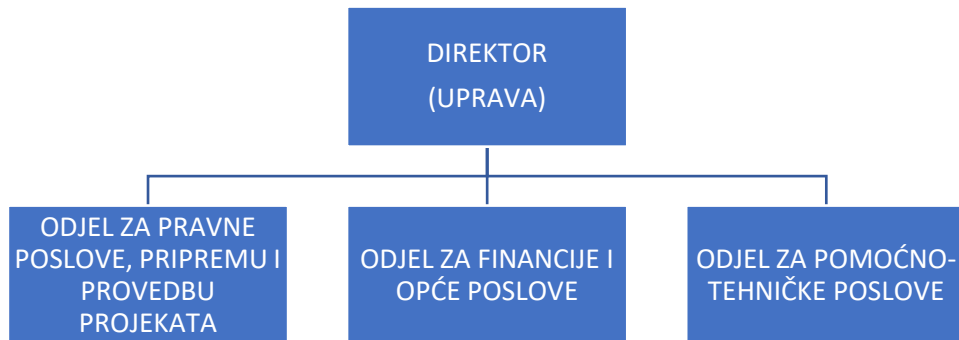 DIREKTOR
(UPRAVA)
ODJEL ZA PRAVNE
POSLOVE, PRIPREMU I
PROVEDBU
PROJEKATA
ODJEL ZA FINANCIJE I
OPĆE POSLOVE
ODJEL ZA POMOĆNO-
TEHNIČKE POSLOVE